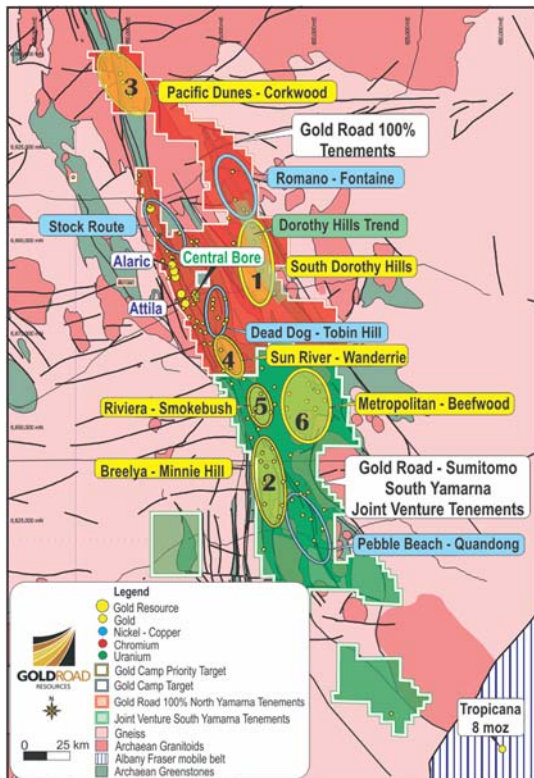 3
Pacific Dunes - Corkwood
Gold Road 100%
Tenements
Romano - Fontaine
Stock Route
Dorothy Hills Trend
Alaric
Central Bore
1
South Dorothy Hills
Attila
Dead Dog - Tobin Hill
4
Sun River - Wanderrie
Riviera - Smokebush
5
6
Metropolitan - Beefwood
Breelya - Minnie Hill
2
Gold Road - Sumitomo
South Yamarna
Joint Venture Tenements
Pebble Beach - Quandong
Legend
Gold Resource
Gold
Nickel - Copper
Chromium
Uranium
Gold Camp Priority Target
Gold Camp Target
Gold Road 100% North Yamarna Tenements
Joint Venture South Yamarna Tenements
Gneiss
Archaean Granitoids
Albany Fraser mobile belt
Archaean Greenstones
GOLDROAD
RESOURCES
N
0 25 km
Tropicana
8 moz